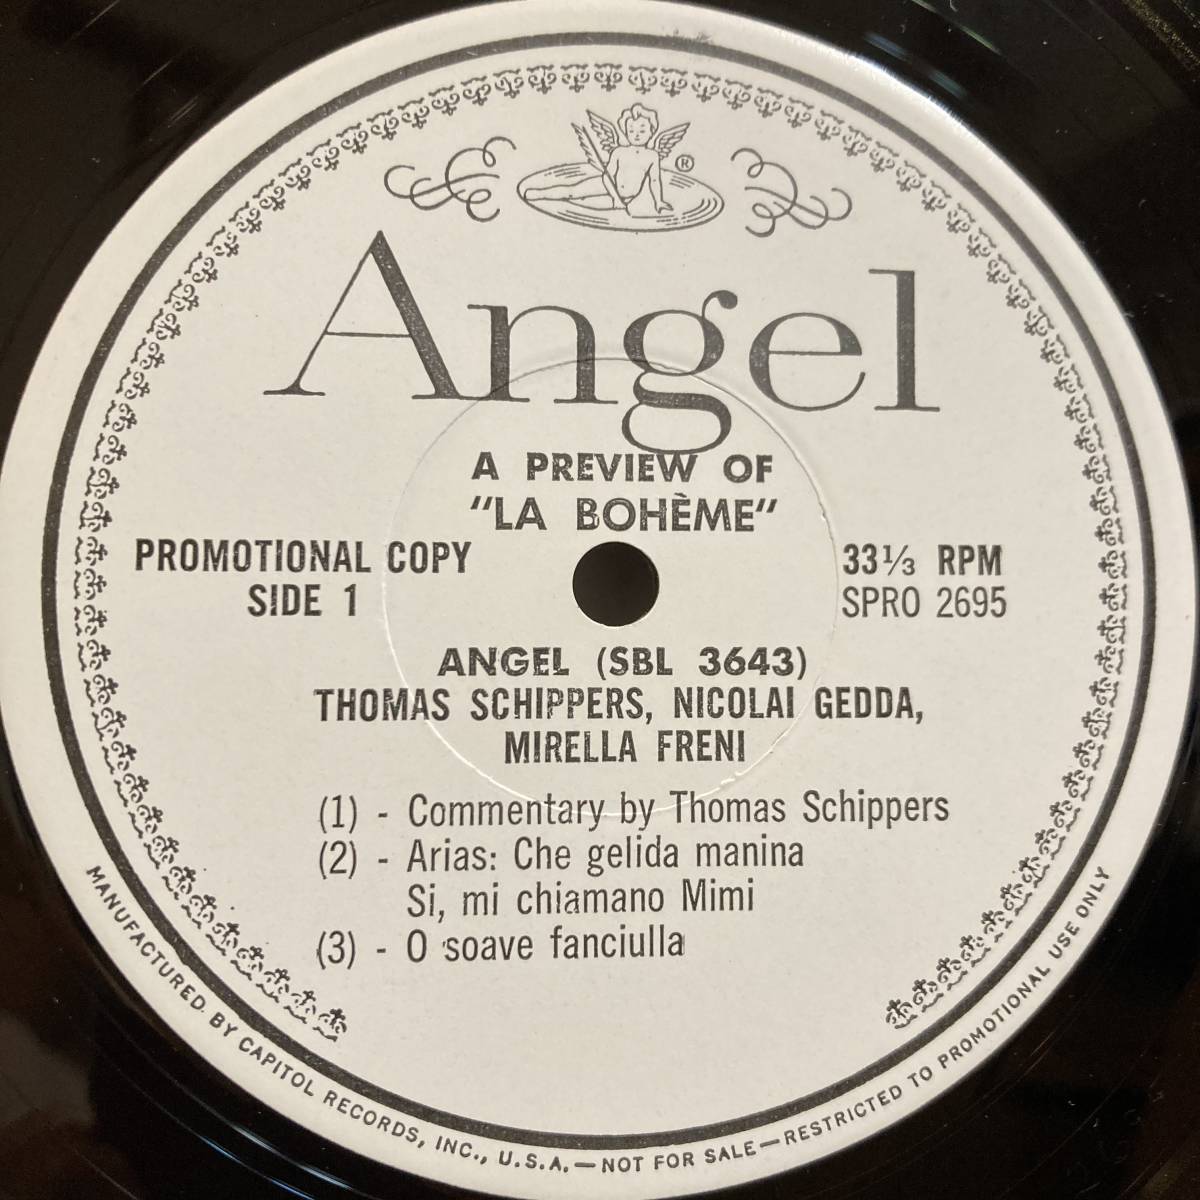 ®
Angel
A PREVIEW OF
"LA BOHÈME"
PROMOTIONAL COPY
SIDE 1
33⅓ RPM
SPRO 2695
ANGEL (SBL 3643)
THOMAS SCHIPPERS, NICOLAI GEDDA,
MIRELLA FRENI
(1) - Commentary by Thomas Schippers
(2) - Arias: Che gelida manina
Si, mi chiamano Mimi
(3) - O soave fanciulla
MANUFACTURED BY CAPITOL RECORDS, INC., U.S.A.—NOT FOR SALE—RESTRICTED TO PROMOTIONAL USE ONLY